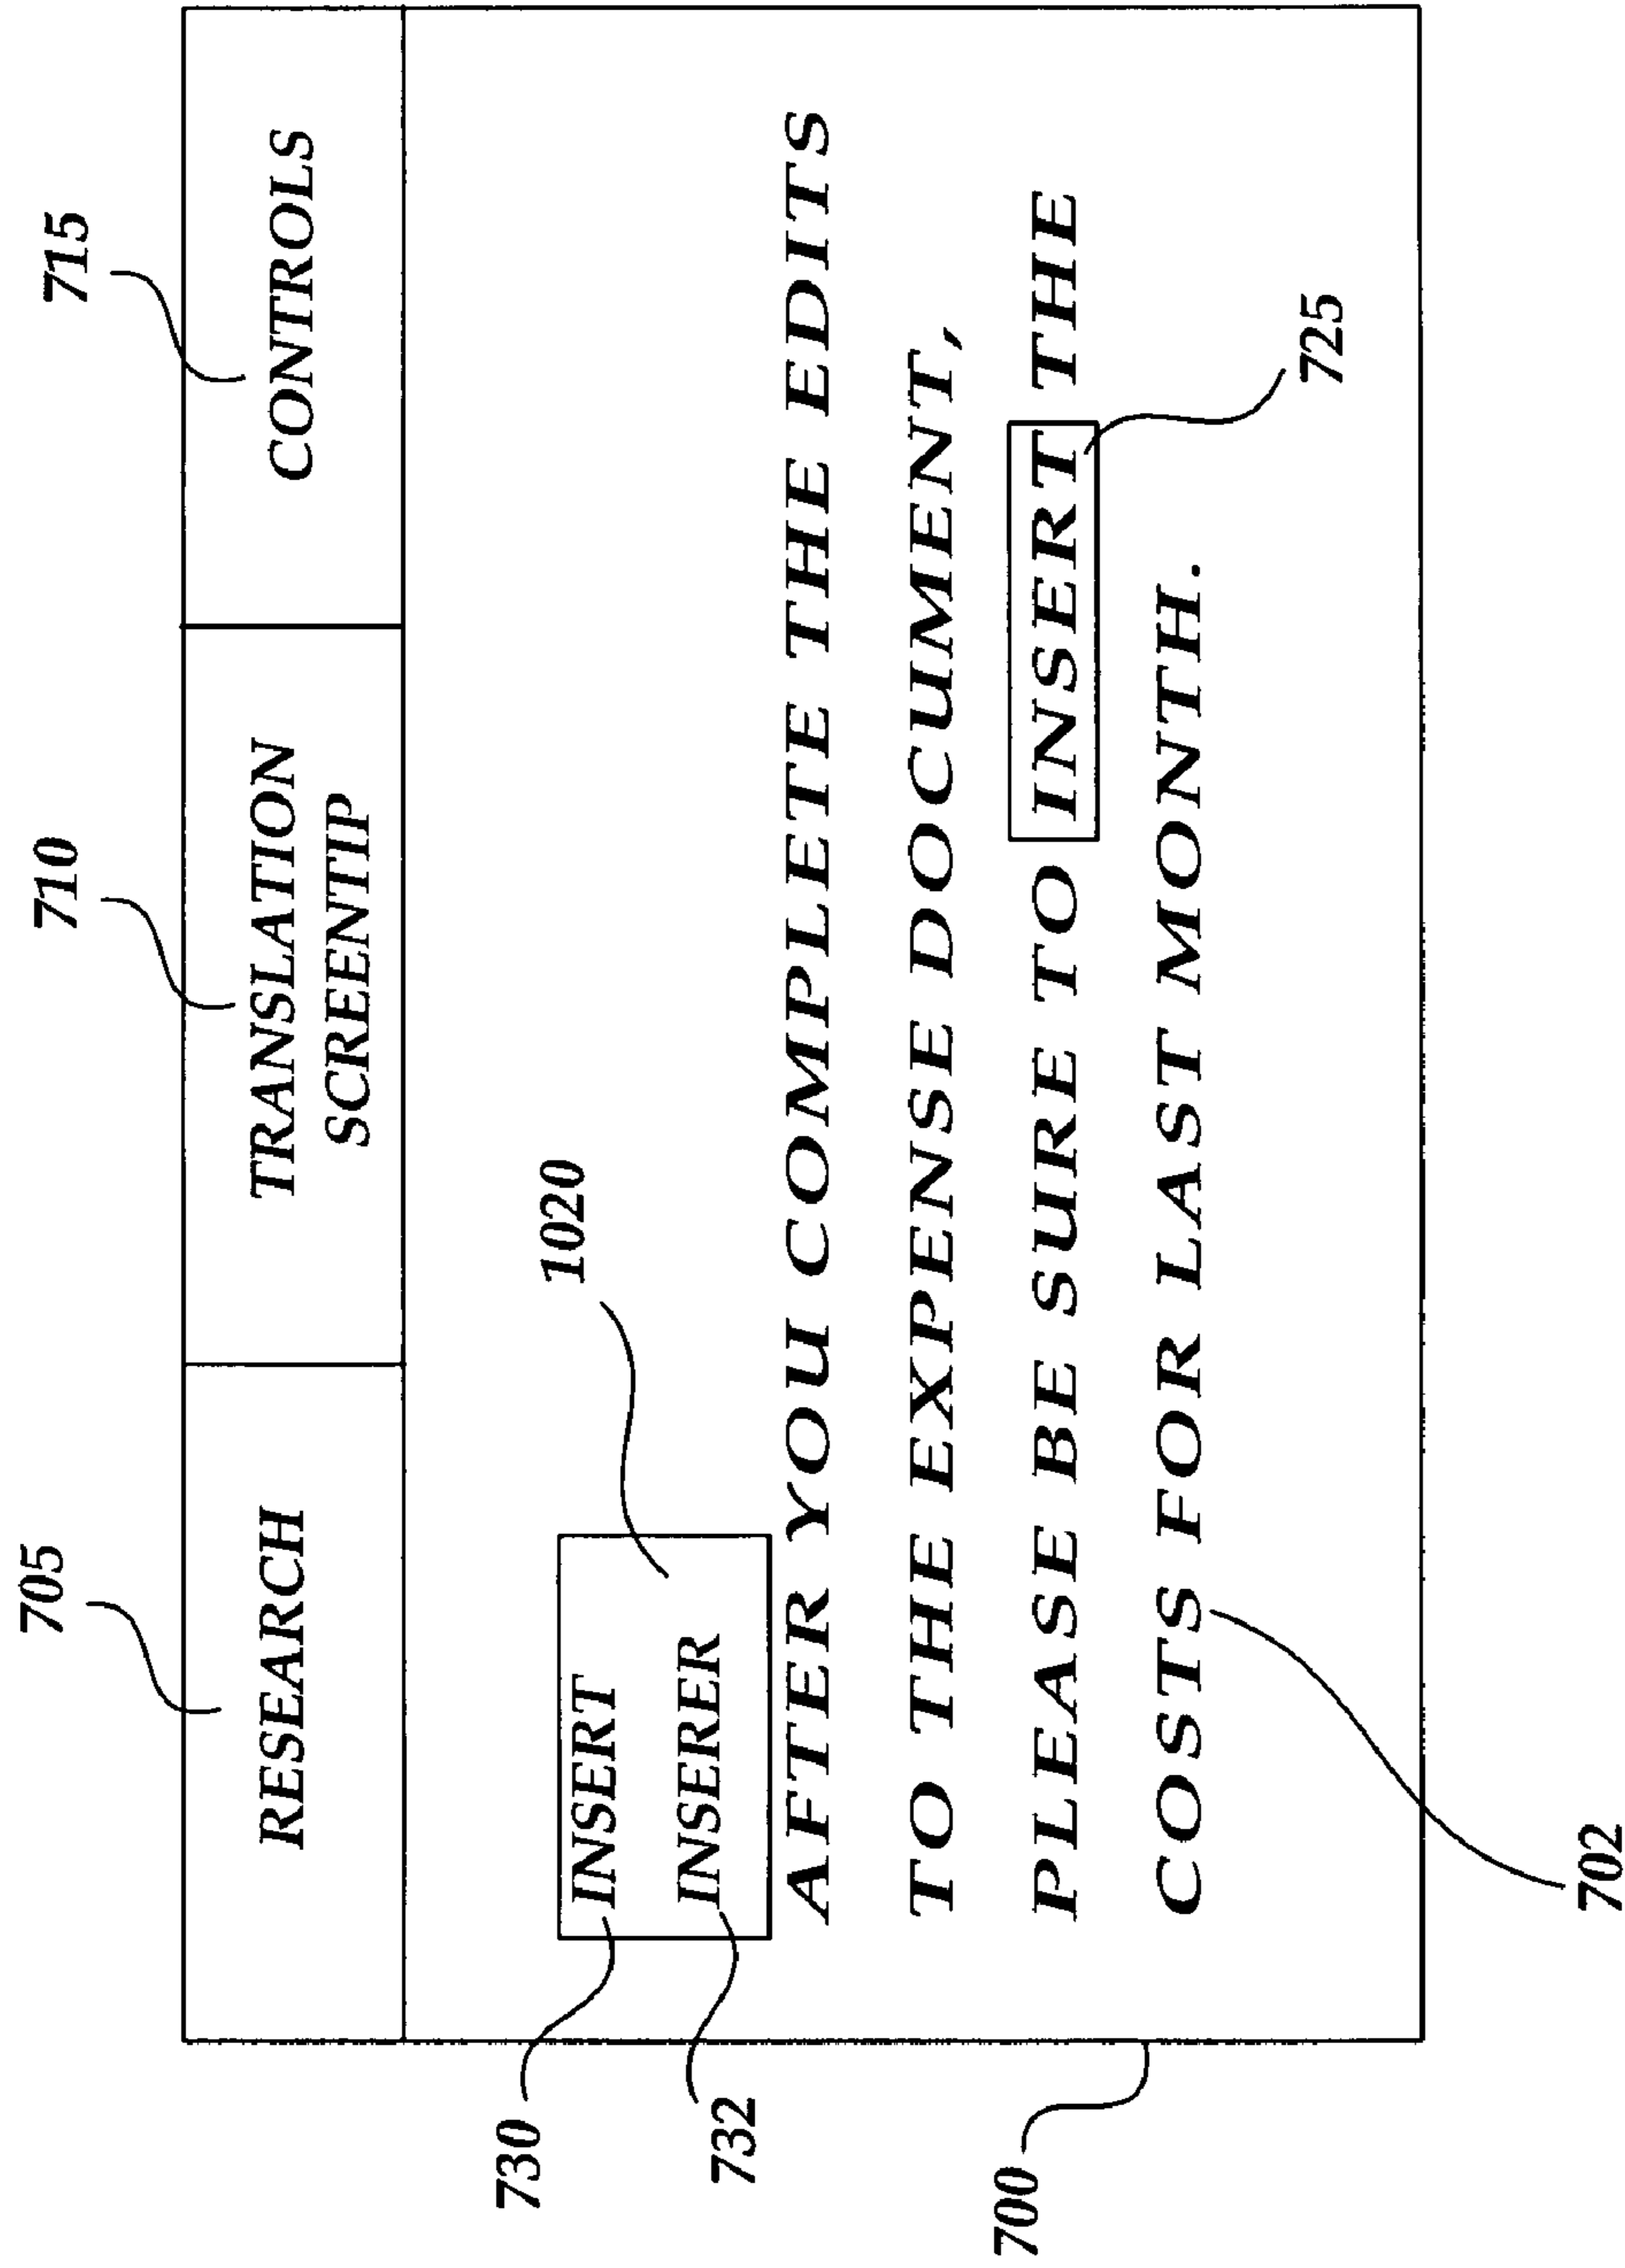 705
710
715
RESEARCH
TRANSLATION
SCREENTIP
CONTROLS
1020
730
INSERT
732
INSERER
AFTER YOU COMPLETE THE EDITS
TO THE EXPENSE DOCUMENT,
PLEASE BE SURE TO INSERT THE
COSTS FOR LAST MONTH.
700
725
702